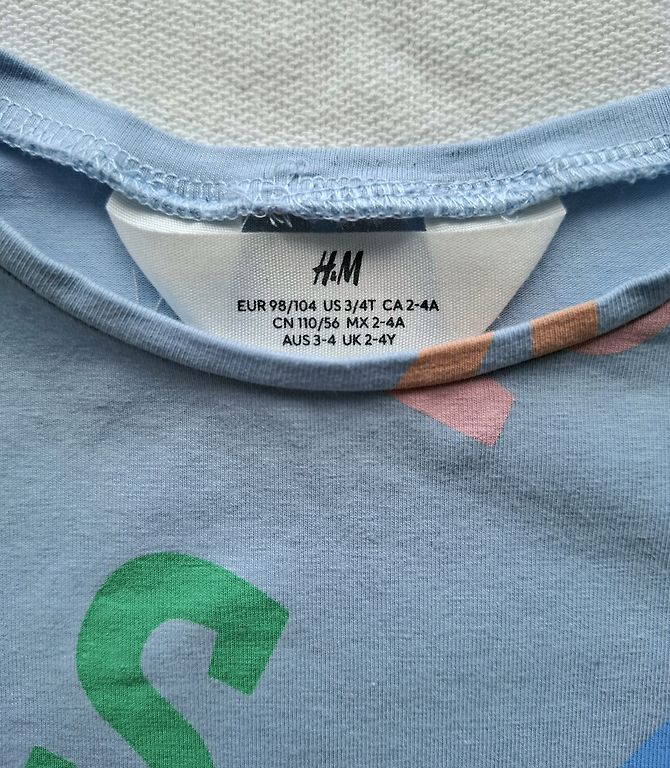 H&M
EUR 98/104 US 3/4T CA 2-4A
CN 110/56 MX 2-4A
AUS 3-4 UK 2-4Y
S